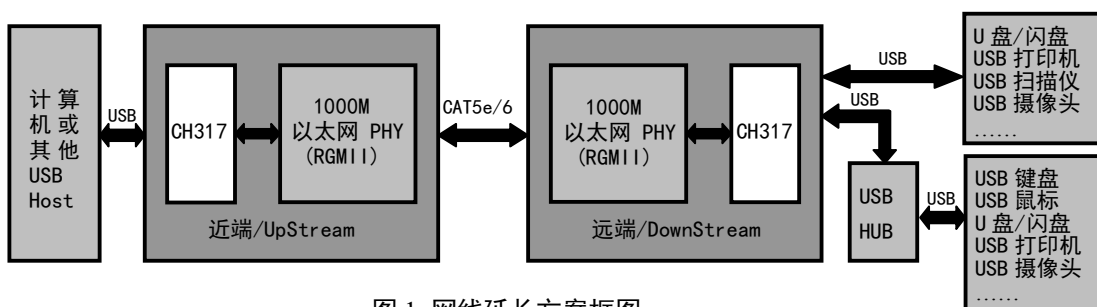 计 算
机 或
其 他
USB
Host
USB
CH317
1000M
以太网 PHY
(RGMII)
近端/UpStream
CAT5e/6
1000M
以太网 PHY
(RGMII)
CH317
远端/DownStream
USB
USB
U 盘/闪盘
USB 打印机
USB 扫描仪
USB 摄像头
......
USB
HUB
USB
USB 键盘
USB 鼠标
U 盘/闪盘
USB 打印机
USB 摄像头
......
图 1 网线延长方案框图